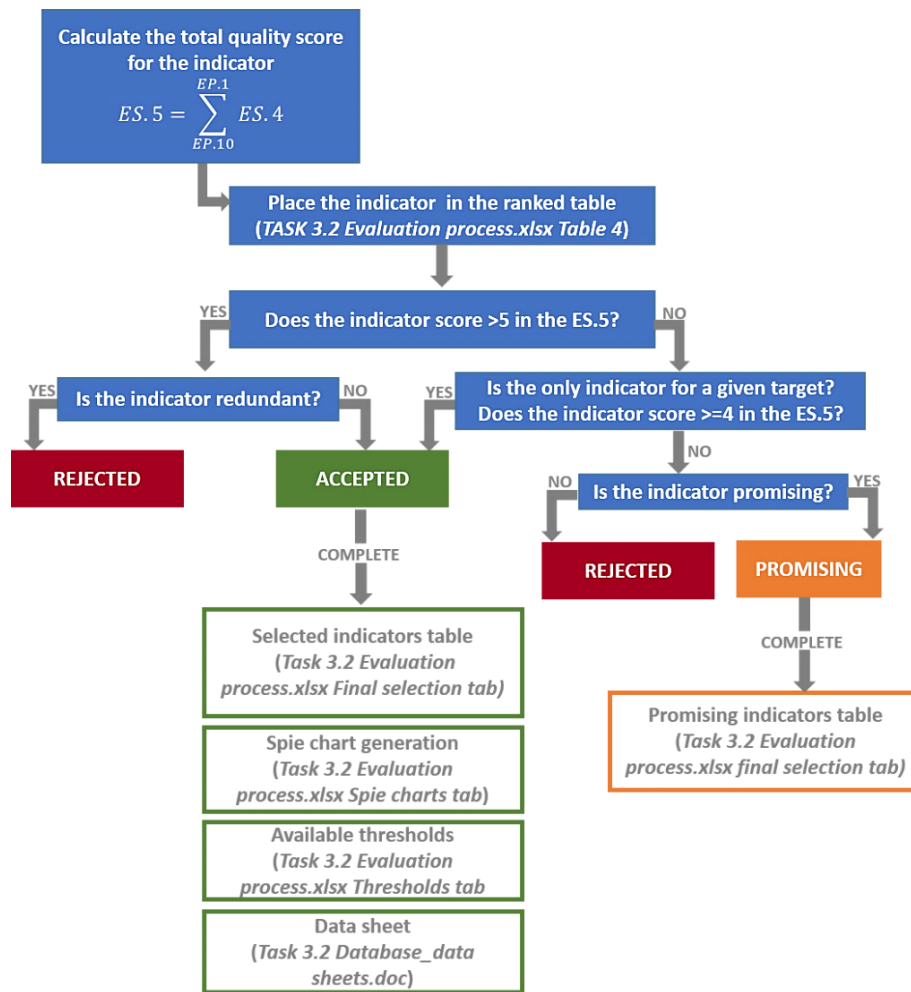 Calculate the total quality score
for the indicator
EP.1
ES.5 = ∑ ES.4
EP.10
Place the indicator in the ranked table
(TASK 3.2 Evaluation process.xlsx Table 4)
YES
Does the indicator score >5 in the ES.5?
NO
YES
Is the indicator redundant?
NO
YES
Is the only indicator for a given target?
Does the indicator score >=4 in the ES.5?
NO
REJECTED
ACCEPTED
NO
Is the indicator promising?
YES
COMPLETE
REJECTED
PROMISING
COMPLETE
Selected indicators table
(Task 3.2 Evaluation
process.xlsx Final selection tab)
Promising indicators table
(Task 3.2 Evaluation
process.xlsx final selection tab)
Spie chart generation
(Task 3.2 Evaluation
process.xlsx Spie charts tab)
Available thresholds
(Task 3.2 Evaluation
process.xlsx Thresholds tab
Data sheet
(Task 3.2 Database_data
sheets.doc)